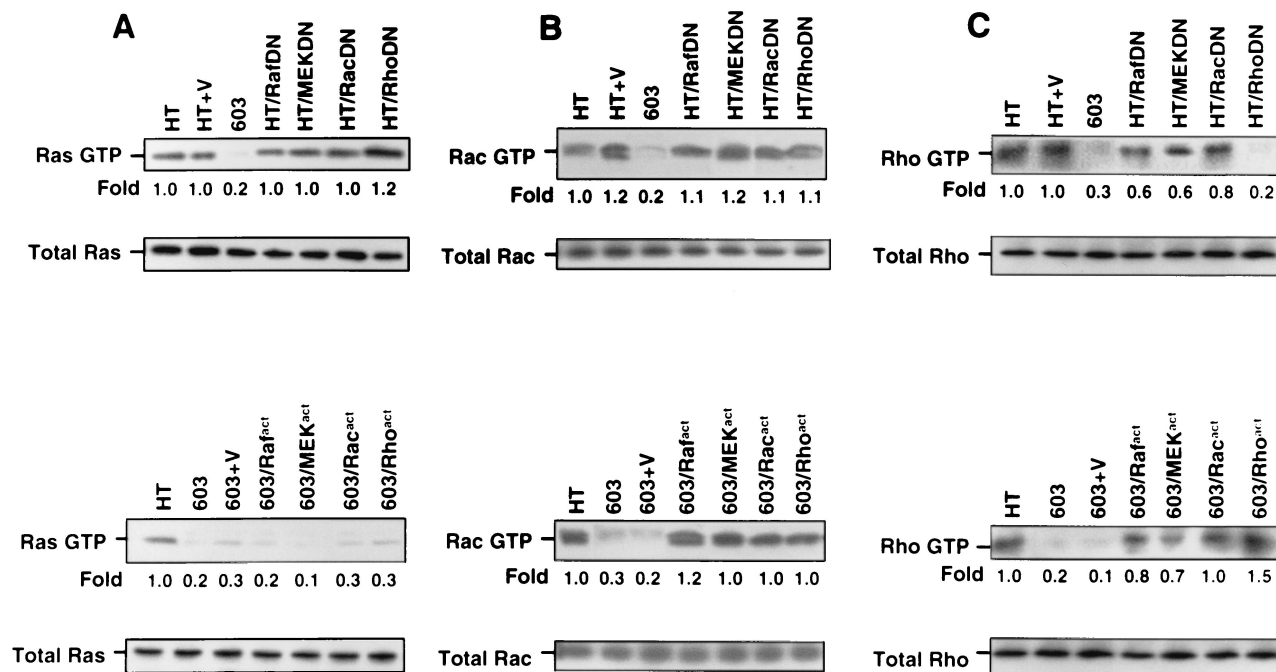 A
HT HT+V 603 HT/RafDN HT/MEKDN HT/RacDN HT/RhoDN
Ras GTP
Fold 1.0 1.0 0.2 1.0 1.0 1.0 1.2
Total Ras
HT 603 603+V 603/Rafact 603/MEKact 603/Racact 603/Rhoact
Ras GTP
Fold 1.0 0.2 0.3 0.2 0.1 0.3 0.3
Total Ras
B
HT HT+V 603 HT/RafDN HT/MEKDN HT/RacDN HT/RhoDN
Rac GTP
Fold 1.0 1.2 0.2 1.1 1.2 1.1 1.1
Total Rac
HT 603 603+V 603/Rafact 603/MEKact 603/Racact 603/Rhoact
Rac GTP
Fold 1.0 0.3 0.2 1.2 1.0 1.0 1.0
Total Rac
C
HT HT+V 603 HT/RafDN HT/MEKDN HT/RacDN HT/RhoDN
Rho GTP
Fold 1.0 1.0 0.3 0.6 0.6 0.8 0.2
Total Rho
HT 603 603+V 603/Rafact 603/MEKact 603/Racact 603/Rhoact
Rho GTP
Fold 1.0 0.2 0.1 0.8 0.7 1.0 1.5
Total Rho